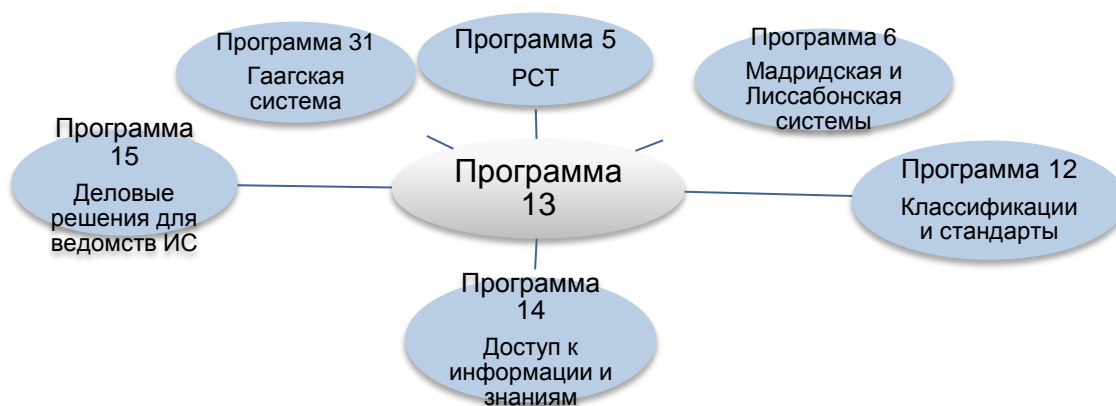 Программа 31
Гаагская
система
Программа 5
РСТ
Программа 6
Мадридская и
Лиссабонская
системы
Программа
15
Деловые
решения для
ведомств ИС
Программа
13
Программа 12
Классификации
и стандарты
Программа
14
Доступ к
информации и
знаниям